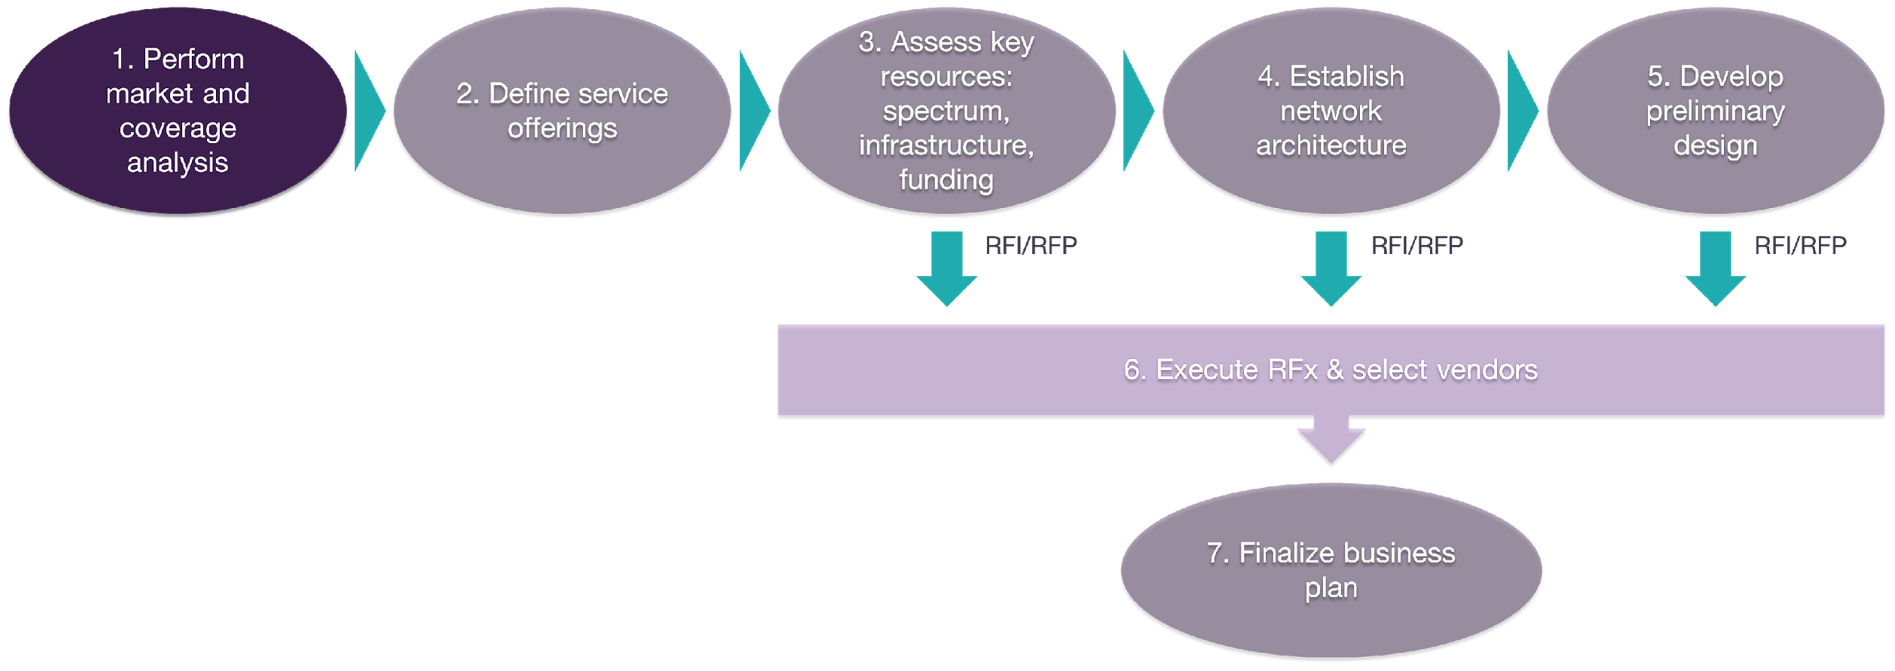 1. Perform
market and
coverage
analysis
2. Define service
offerings
3. Assess key
resources:
spectrum,
infrastructure,
funding
4. Establish
network
architecture
5. Develop
preliminary
design
RFI/RFP
RFI/RFP
RFI/RFP
6. Execute RFx & select vendors
7. Finalize business
plan